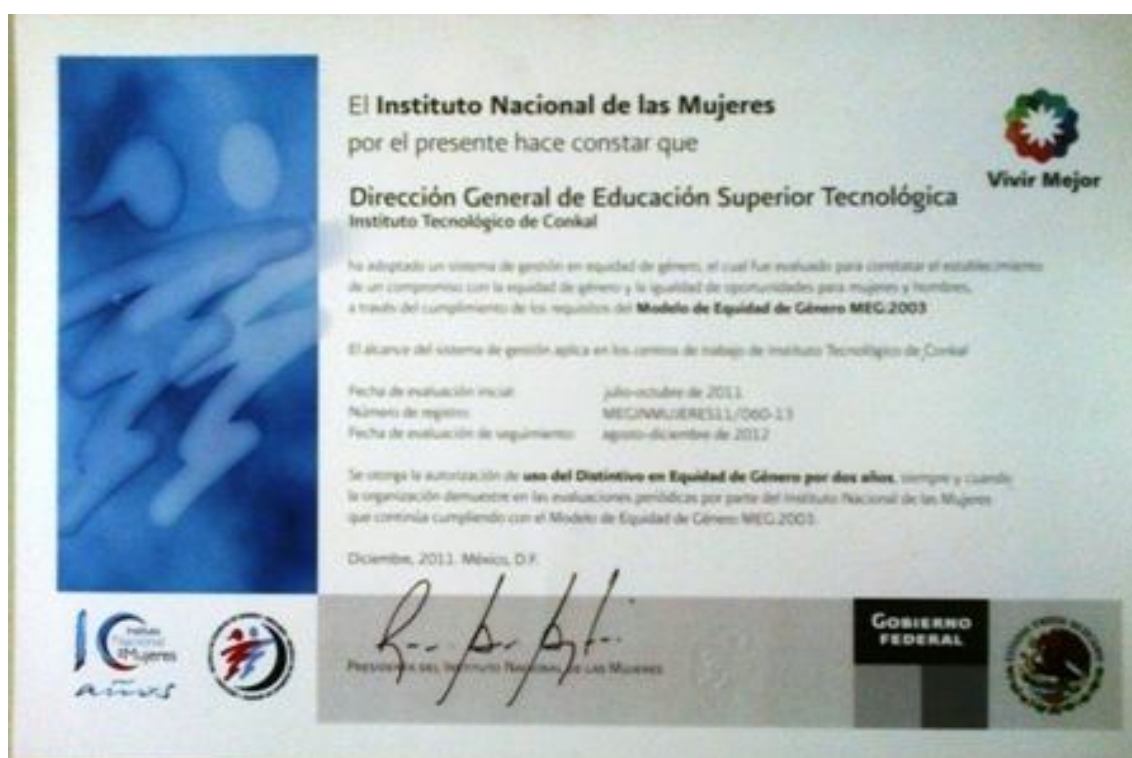 El Instituto Nacional de las Mujeres
por el presente hace constar que
Vivir Mejor
Dirección General de Educación Superior Tecnológica
Instituto Tecnológico de Conkal
ha adoptado un sistema de gestión en equidad de género, el cual fue evaluado para constatar el establecimiento
de un compromiso con la equidad de género y la igualdad de oportunidades para mujeres y hombres,
a través del cumplimiento de los requisitos del Modelo de Equidad de Género MEG:2003
El alcance del sistema de gestión aplica en los centros de trabajo de Instituto Tecnológico de Conkal
Fecha de evaluación inicial: julio-octubre de 2011
Número de registro: MEGINMUJERES11/060-13
Fecha de evaluación de seguimiento: agosto-diciembre de 2012
Se otorga la autorización de uso del Distintivo en Equidad de Género por dos años, siempre y cuando
la organización demuestre en las evaluaciones periódicas por parte del Instituto Nacional de las Mujeres
que continúa cumpliendo con el Modelo de Equidad de Género MEG:2003.
Diciembre, 2011. México, D.F.
Presidenta del Instituto Nacional de las Mujeres
10
Instituto
Nacional
de las Mujeres
años
Gobierno
Federal